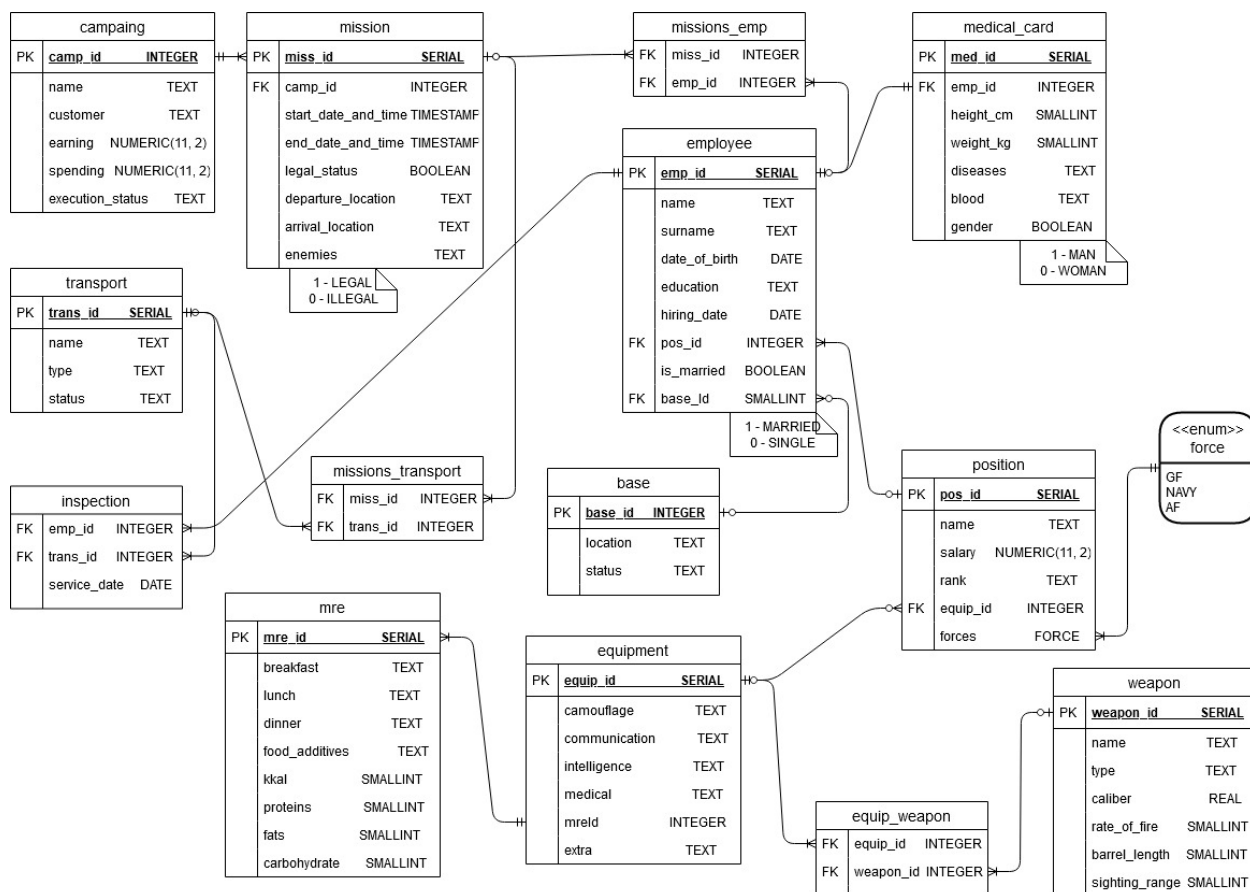 campaing
PK camp_id INTEGER
name TEXT
customer TEXT
earning NUMERIC(11, 2)
spending NUMERIC(11, 2)
execution_status TEXT
mission
PK miss_id SERIAL
FK camp_id INTEGER
start_date_and_time TIMESTAMF
end_date_and_time TIMESTAMF
legal_status BOOLEAN
departure_location TEXT
arrival_location TEXT
enemies TEXT
1 - LEGAL
0 - ILLEGAL
missions_emp
FK miss_id INTEGER
FK emp_id INTEGER
medical_card
PK med_id SERIAL
FK emp_id INTEGER
height_cm SMALLINT
weight_kg SMALLINT
diseases TEXT
blood TEXT
gender BOOLEAN
1 - MAN
0 - WOMAN
employee
PK emp_id SERIAL
name TEXT
surname TEXT
date_of_birth DATE
education TEXT
hiring_date DATE
FK pos_id INTEGER
is_married BOOLEAN
FK base_Id SMALLINT
1 - MARRIED
0 - SINGLE
transport
PK trans_id SERIAL
name TEXT
type TEXT
status TEXT
missions_transport
FK miss_id INTEGER
FK trans_id INTEGER
inspection
FK emp_id INTEGER
FK trans_id INTEGER
service_date DATE
base
PK base_id INTEGER
location TEXT
status TEXT
position
PK pos_id SERIAL
name TEXT
salary NUMERIC(11, 2)
rank TEXT
FK equip_id INTEGER
forces FORCE
<<enum>>
force
GF
NAVY
AF
mre
PK mre_id SERIAL
breakfast TEXT
lunch TEXT
dinner TEXT
food_additives TEXT
kkal SMALLINT
proteins SMALLINT
fats SMALLINT
carbohydrate SMALLINT
equipment
PK equip_id SERIAL
camouflage TEXT
communication TEXT
intelligence TEXT
medical TEXT
mreId INTEGER
extra TEXT
equip_weapon
FK equip_id INTEGER
FK weapon_id INTEGER
weapon
PK weapon_id SERIAL
name TEXT
type TEXT
caliber REAL
rate_of_fire SMALLINT
barrel_length SMALLINT
sighting_range SMALLINT